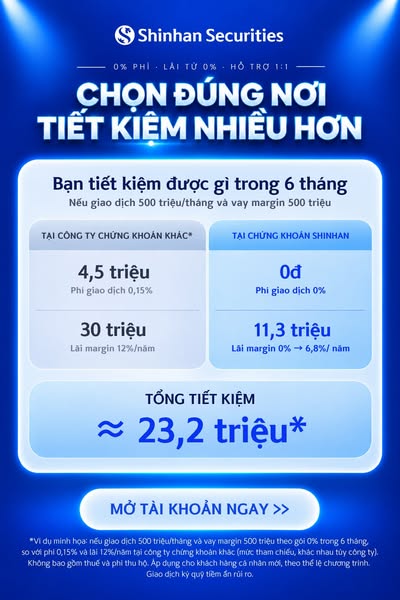 Shinhan Securities
0% PHÍ - LÃI TỪ 0% - HỖ TRỢ 1:1
CHỌN ĐÚNG NƠI
TIẾT KIỆM NHIỀU HƠN
Bạn tiết kiệm được gì trong 6 tháng
Nếu giao dịch 500 triệu/tháng và vay margin 500 triệu
TẠI CÔNG TY CHỨNG KHOÁN KHÁC*
4,5 triệu
Phí giao dịch 0,15%
30 triệu
Lãi margin 12%/năm
TẠI CHỨNG KHOÁN SHINHAN
0đ
Phí giao dịch 0%
11,3 triệu
Lãi margin 0% → 6,8%/ năm
TỔNG TIẾT KIỆM
≈ 23,2 triệu*
MỞ TÀI KHOẢN NGAY >>
*Ví dụ minh họa: nếu giao dịch 500 triệu/tháng và vay margin 500 triệu theo gói 0% trong 6 tháng,
so với phí 0,15% và lãi 12%/năm tại công ty chứng khoán khác (mức tham chiếu, khác nhau tùy công ty).
Không bao gồm thuế và phí thu hộ. Áp dụng cho khách hàng cá nhân mới, theo thể lệ chương trình.
Giao dịch ký quỹ tiềm ẩn rủi ro.